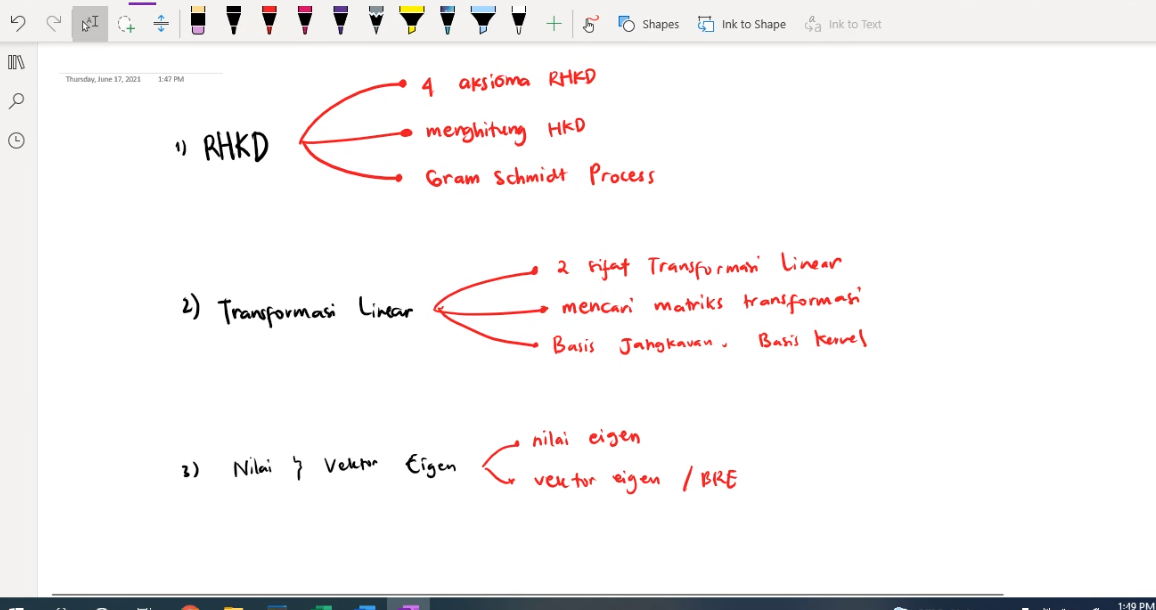 Shapes Ink to Shape Ink to Text
Thursday, June 17, 2021 1:47 PM
1) RHKD
4 aksioma RHKD
menghitung HKD
Gram Schmidt Process
2) Transformasi Linear
2 sifat Transformasi Linear
mencari matriks transformasi
Basis Jangkauan. Basis Kernel
3) Nilai & Vektor Eigen
nilai eigen
vektor eigen / BRE
1:49 PM